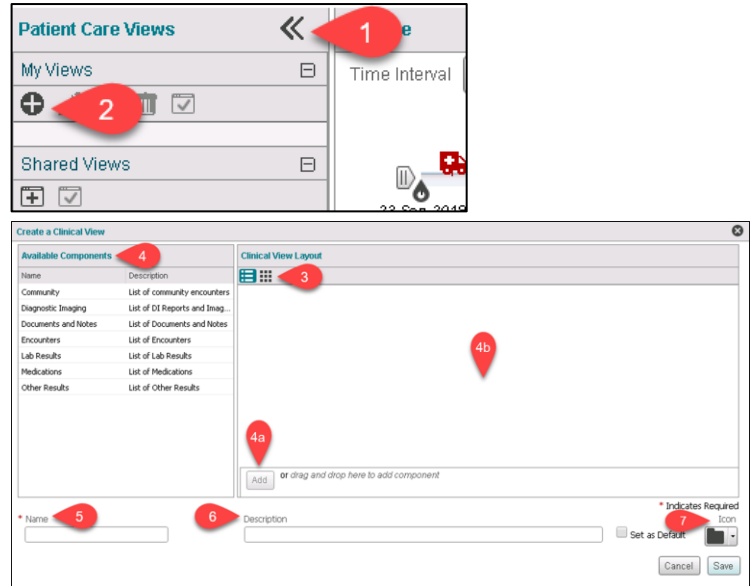 Patient Care Views
1
e
My Views
Time Interval
2
Shared Views
23 Sep 2018
Create a Clinical View
Available Components
4
Clinical View Layout
Name
Description
3
Community
List of community encounters
Diagnostic Imaging
List of DI Reports and Imag...
Documents and Notes
List of Documents and Notes
Encounters
List of Encounters
Lab Results
List of Lab Results
4b
Medications
List of Medications
Other Results
List of Other Results
4a
Add
or drag and drop here to add component
* Indicates Required
* Name
5
6
Description
7
Icon
Set as Default
Cancel
Save